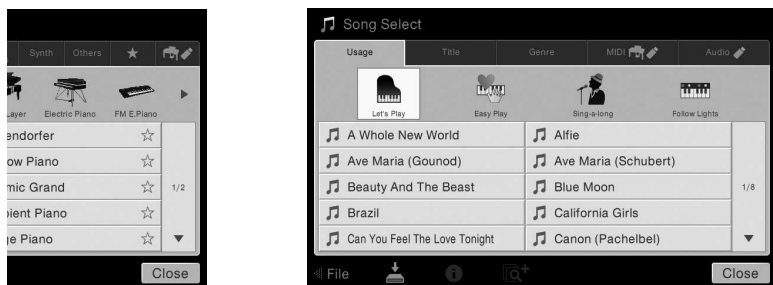 Synth Others
Layer Electric Piano FM E.Piano
endorfer
ow Piano
mic Grand
1/2
bient Piano
ge Piano
Close
Song Select
Usage Title Genre MIDI Audio
Let's Play Easy Play Sing-a-long Follow Lights
A Whole New World Alfie
Ave Maria (Gounod) Ave Maria (Schubert)
Beauty And The Beast Blue Moon
1/8
Brazil California Girls
Can You Feel The Love Tonight Canon (Pachelbel)
File
Close